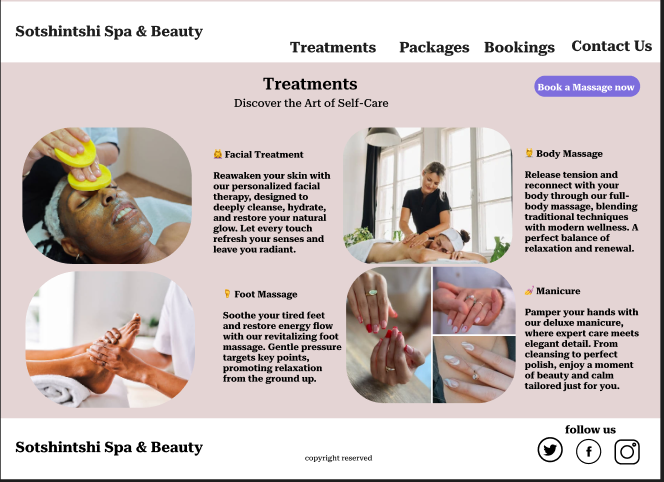 Sotshintshi Spa & Beauty
Treatments Packages Bookings Contact Us
Treatments
Book a Massage now
Discover the Art of Self-Care
Facial Treatment
Reawaken your skin with
our personalized facial
therapy, designed to
deeply cleanse, hydrate,
and restore your natural
glow. Let every touch
refresh your senses and
leave you radiant.
Body Massage
Release tension and
reconnect with your
body through our full-
body massage, blending
traditional techniques
with modern wellness. A
perfect balance of
relaxation and renewal.
Foot Massage
Soothe your tired feet
and restore energy flow
with our revitalizing foot
massage. Gentle pressure
targets key points,
promoting relaxation
from the ground up.
Manicure
Pamper your hands with
our deluxe manicure,
where expert care meets
elegant detail. From
cleansing to perfect
polish, enjoy a moment
of beauty and calm
tailored just for you.
Sotshintshi Spa & Beauty
copyright reserved
follow us